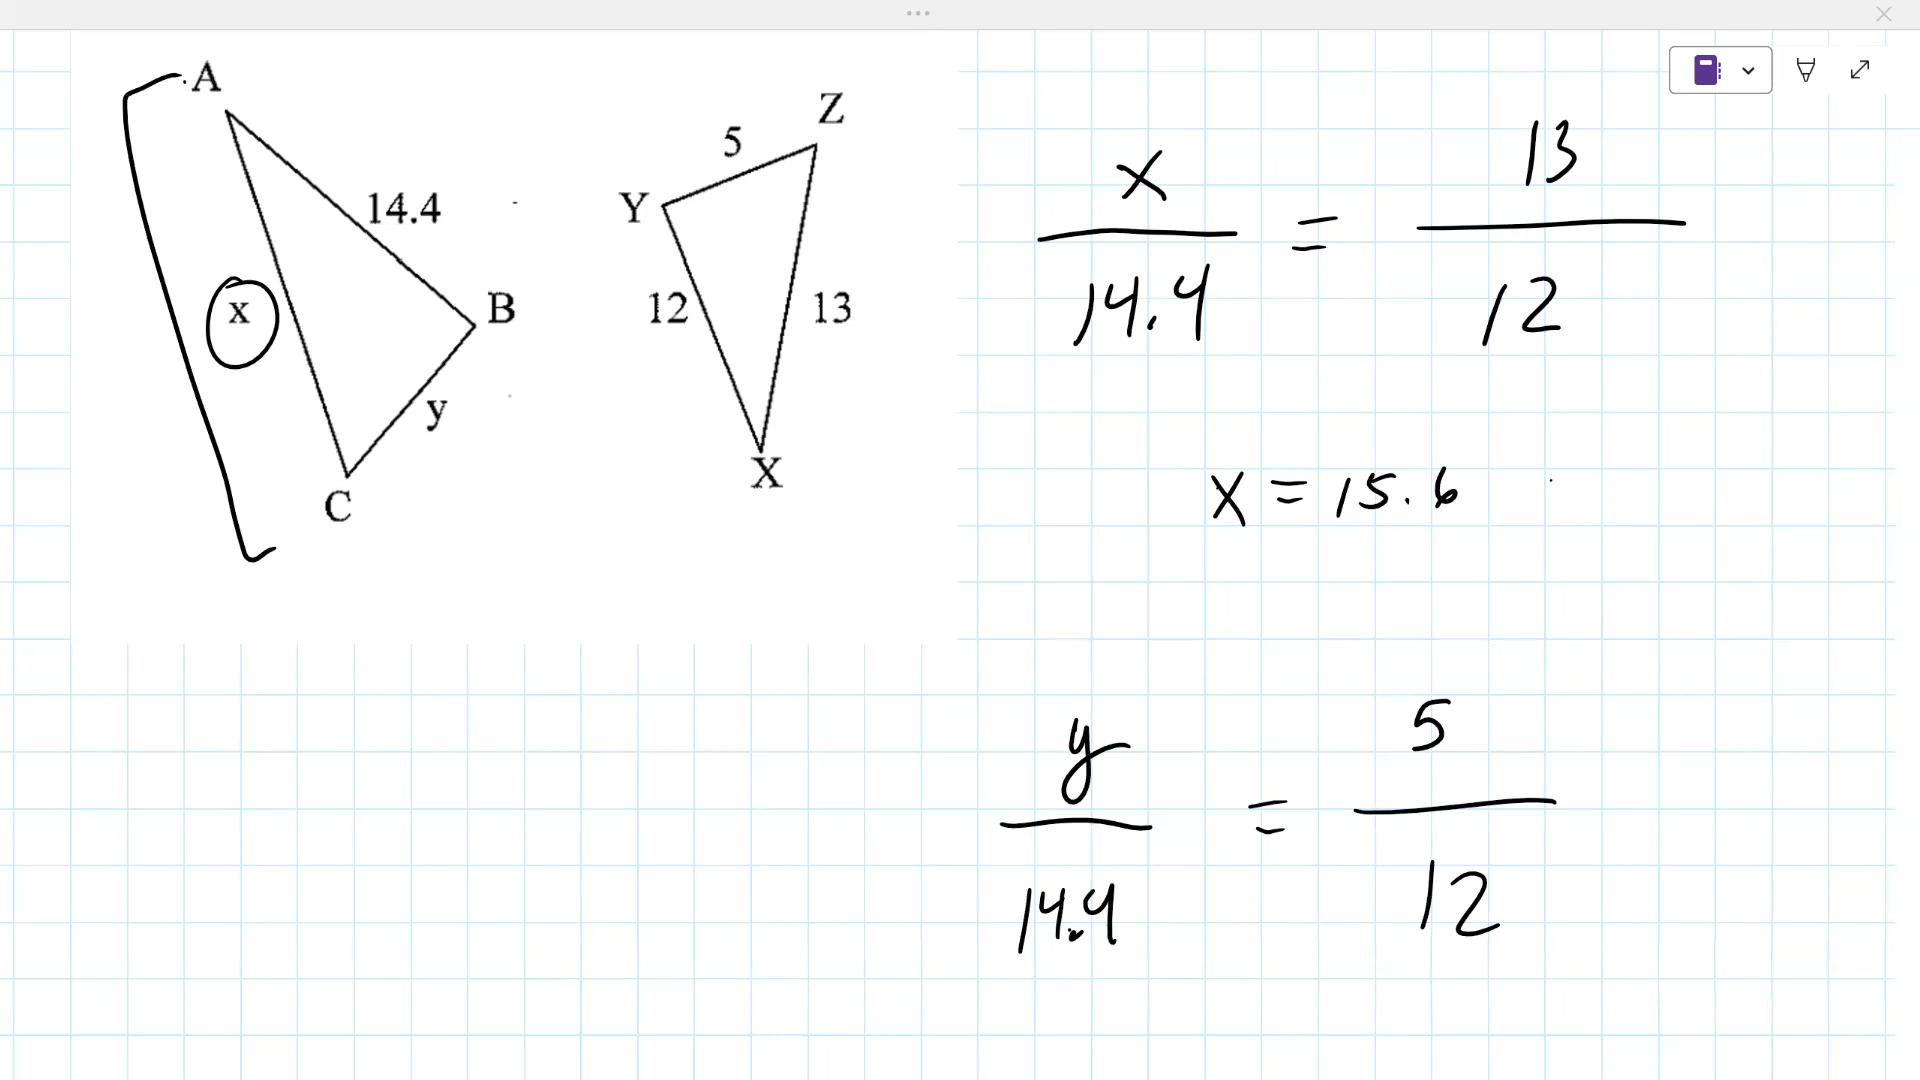 A
14.4
x
B
y
C
Z
5
Y
12
13
X
x/14.4 = 13/12
x = 15.6
y/14.4 = 5/12